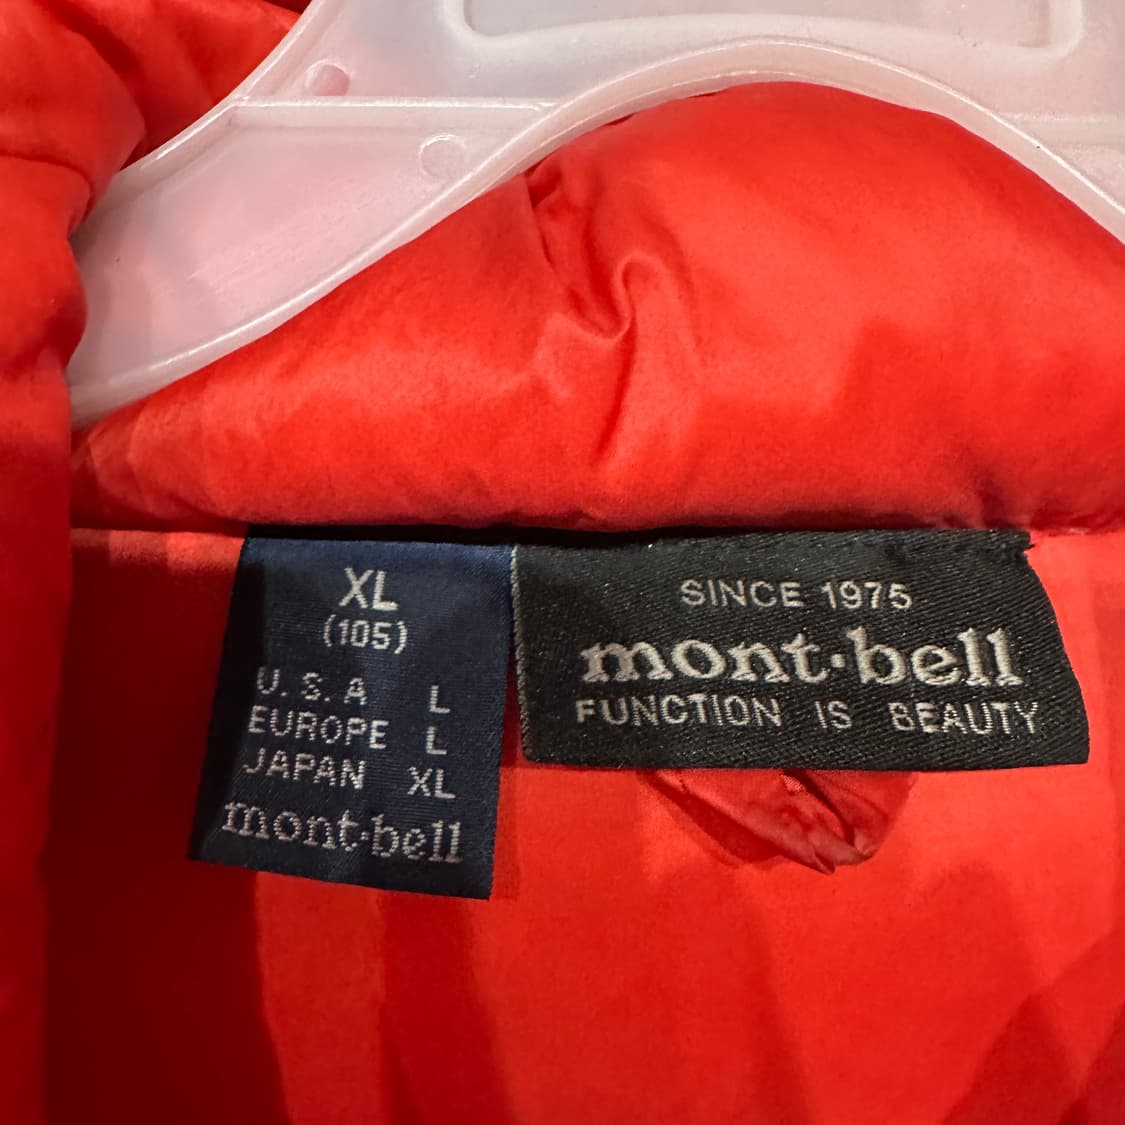 XL
(105)
U.S.A L
EUROPE L
JAPAN XL
mont·bell
SINCE 1975
mont·bell
FUNCTION IS BEAUTY